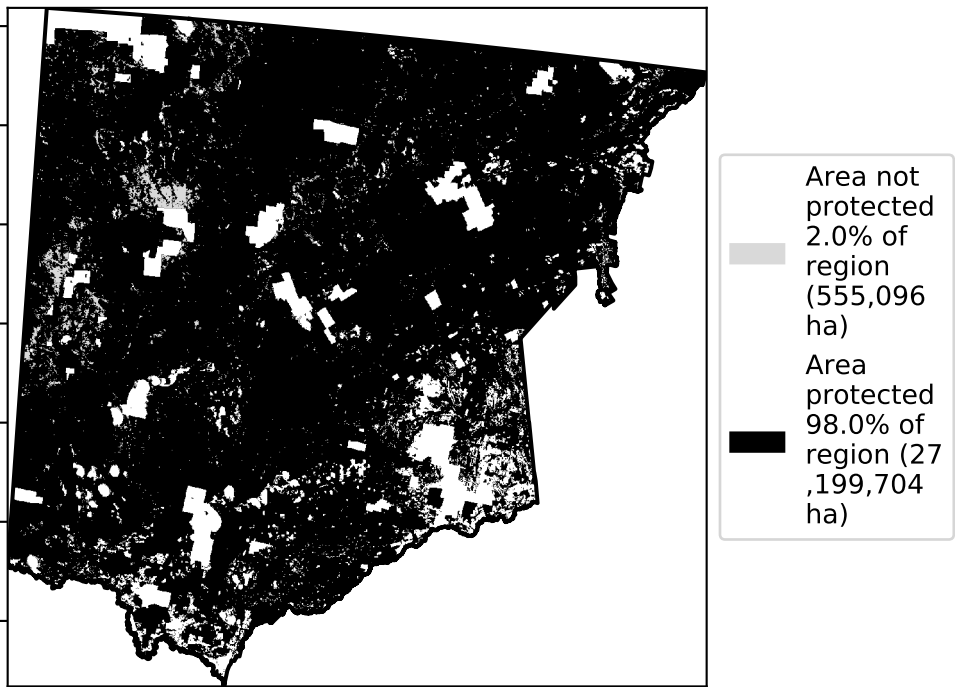 Area not
protected
2.0% of
region
(555,096
ha)
Area
protected
98.0% of
region (27
,199,704
ha)